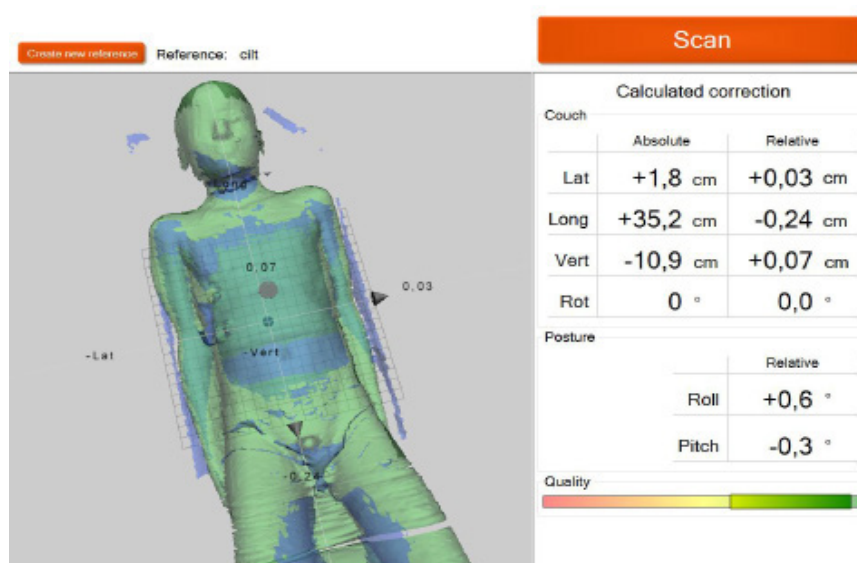 Create new reference Reference: cilt
Scan
Calculated correction
Couch
Absolute Relative
Lat +1,8 cm +0,03 cm
Long +35,2 cm -0,24 cm
Vert -10,9 cm +0,07 cm
Rot 0 ° 0,0 °
Posture
Relative
Roll +0,6 °
Pitch -0,3 °
Quality
-Long
0,07
0,03
-Lat
-Vert
-0,24